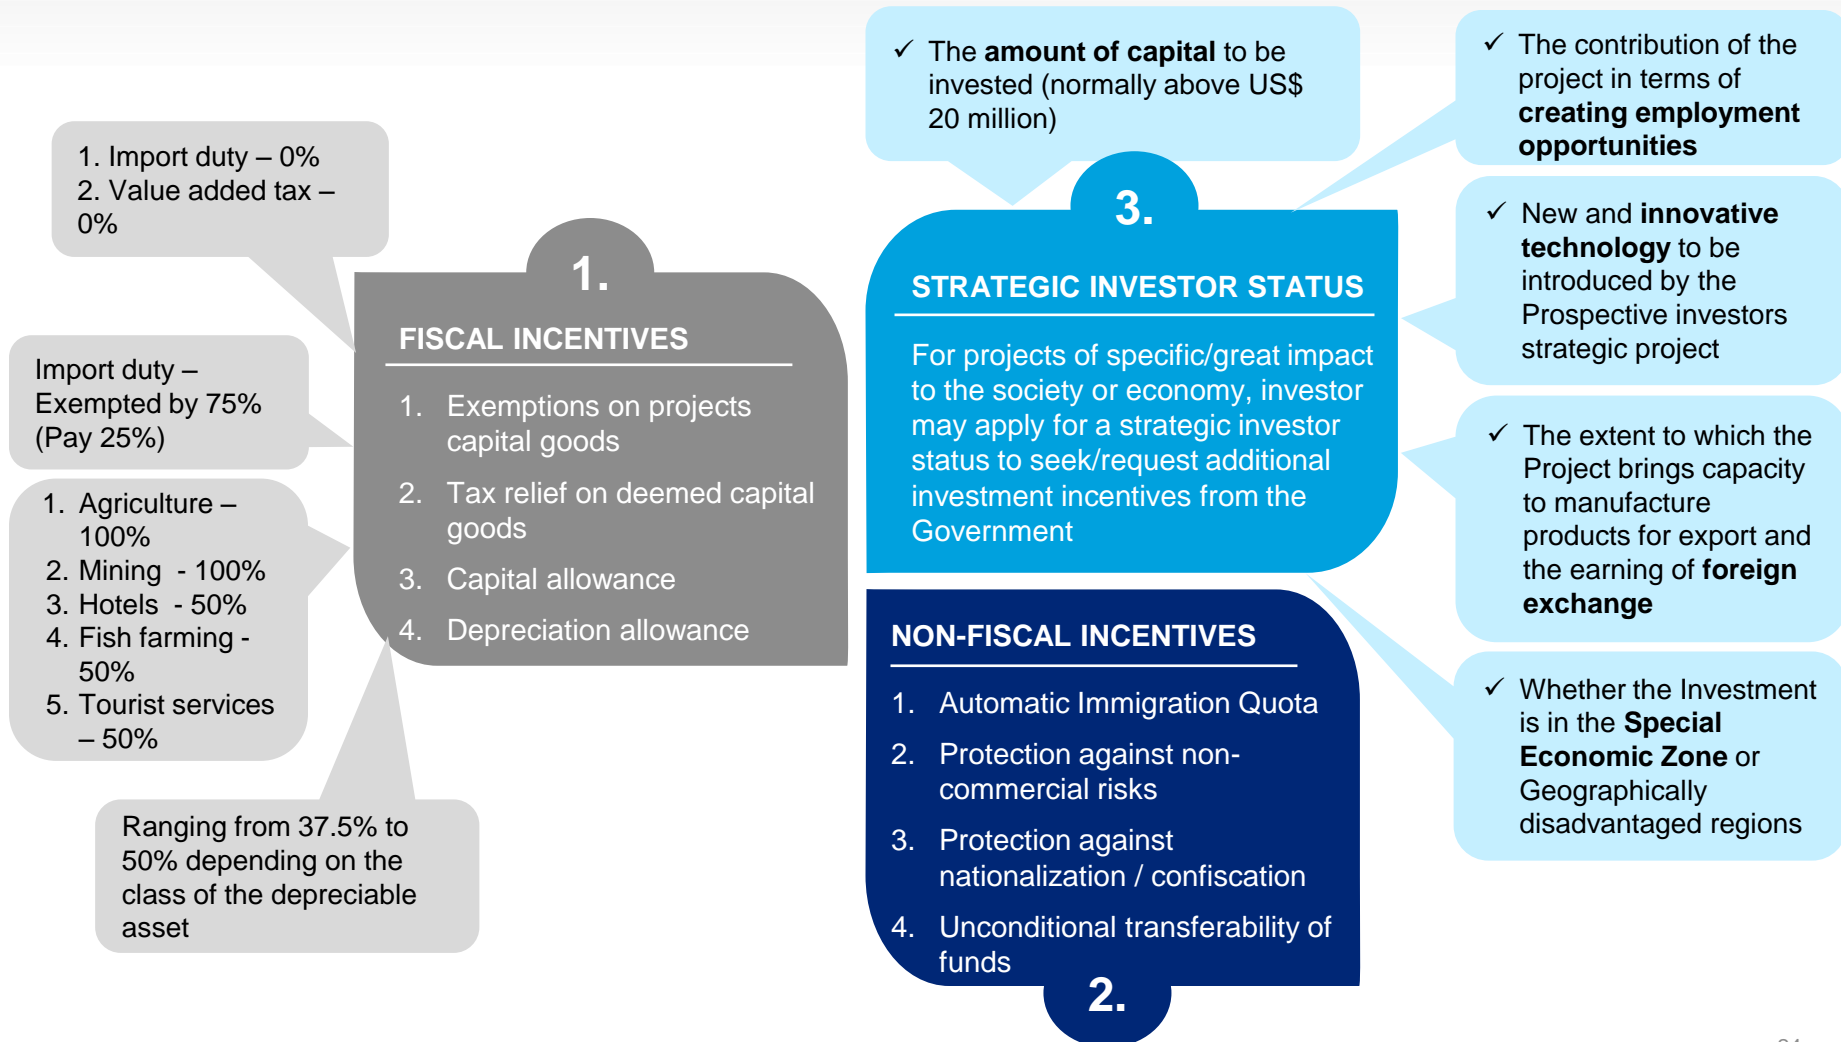 1. Import duty – 0%
2. Value added tax –
0%
Import duty –
Exempted by 75%
(Pay 25%)
1. Agriculture –
100%
2. Mining - 100%
3. Hotels - 50%
4. Fish farming -
50%
5. Tourist services
– 50%
Ranging from 37.5% to
50% depending on the
class of the depreciable
asset
1.
FISCAL INCENTIVES
1. Exemptions on projects
capital goods
2. Tax relief on deemed capital
goods
3. Capital allowance
4. Depreciation allowance
✓ The amount of capital to be
invested (normally above US$
20 million)
3.
STRATEGIC INVESTOR STATUS
For projects of specific/great impact
to the society or economy, investor
may apply for a strategic investor
status to seek/request additional
investment incentives from the
Government
NON-FISCAL INCENTIVES
1. Automatic Immigration Quota
2. Protection against non-
commercial risks
3. Protection against
nationalization / confiscation
4. Unconditional transferability of
funds
2.
✓ The contribution of the
project in terms of
creating employment
opportunities
✓ New and innovative
technology to be
introduced by the
Prospective investors
strategic project
✓ The extent to which the
Project brings capacity
to manufacture
products for export and
the earning of foreign
exchange
✓ Whether the Investment
is in the Special
Economic Zone or
Geographically
disadvantaged regions